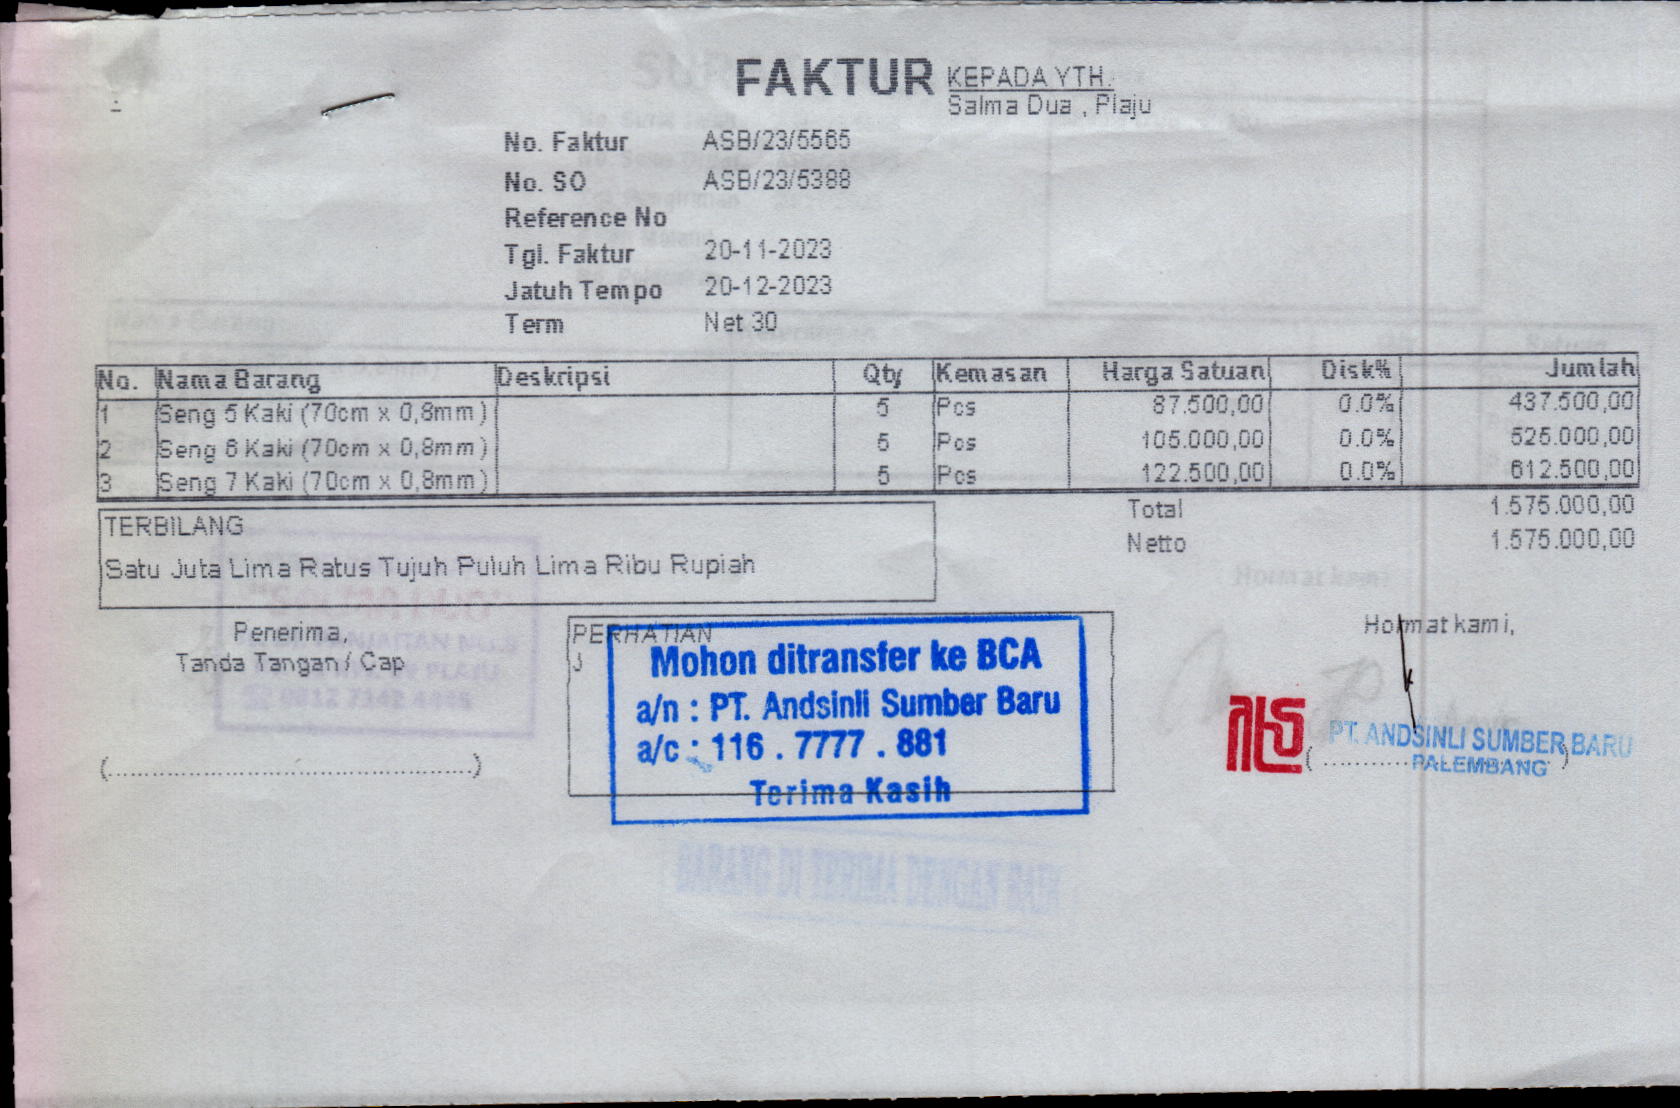 FAKTUR
KEPADA YTH.
Salma Dua , Plaju
No. Faktur ASB/23/5565
No. SO ASB/23/5388
Reference No
Tgl. Faktur 20-11-2023
Jatuh Tempo 20-12-2023
Term Net 30
No. Nama Barang Deskripsi Qty Kemasan Harga Satuan Disk% Jumlah
1 Seng 5 Kaki (70cm x 0,8mm) 5 Pcs 87.500,00 0.0% 437.500,00
2 Seng 6 Kaki (70cm x 0,8mm) 5 Pcs 105.000,00 0.0% 525.000,00
3 Seng 7 Kaki (70cm x 0,8mm) 5 Pcs 122.500,00 0.0% 612.500,00
Total 1.575.000,00
Netto 1.575.000,00
TERBILANG
Satu Juta Lima Ratus Tujuh Puluh Lima Ribu Rupiah
Penerima,
Tanda Tangan / Cap
(..................................................)
PERHATIAN
J
Mohon ditransfer ke BCA
a/n : PT. Andsinli Sumber Baru
a/c : 116 . 7777 . 881
Terima Kasih
Hormat kami,
PT. ANDSINLI SUMBER BARU
PALEMBANG
BARANG DI TERIMA DENGAN BAIK